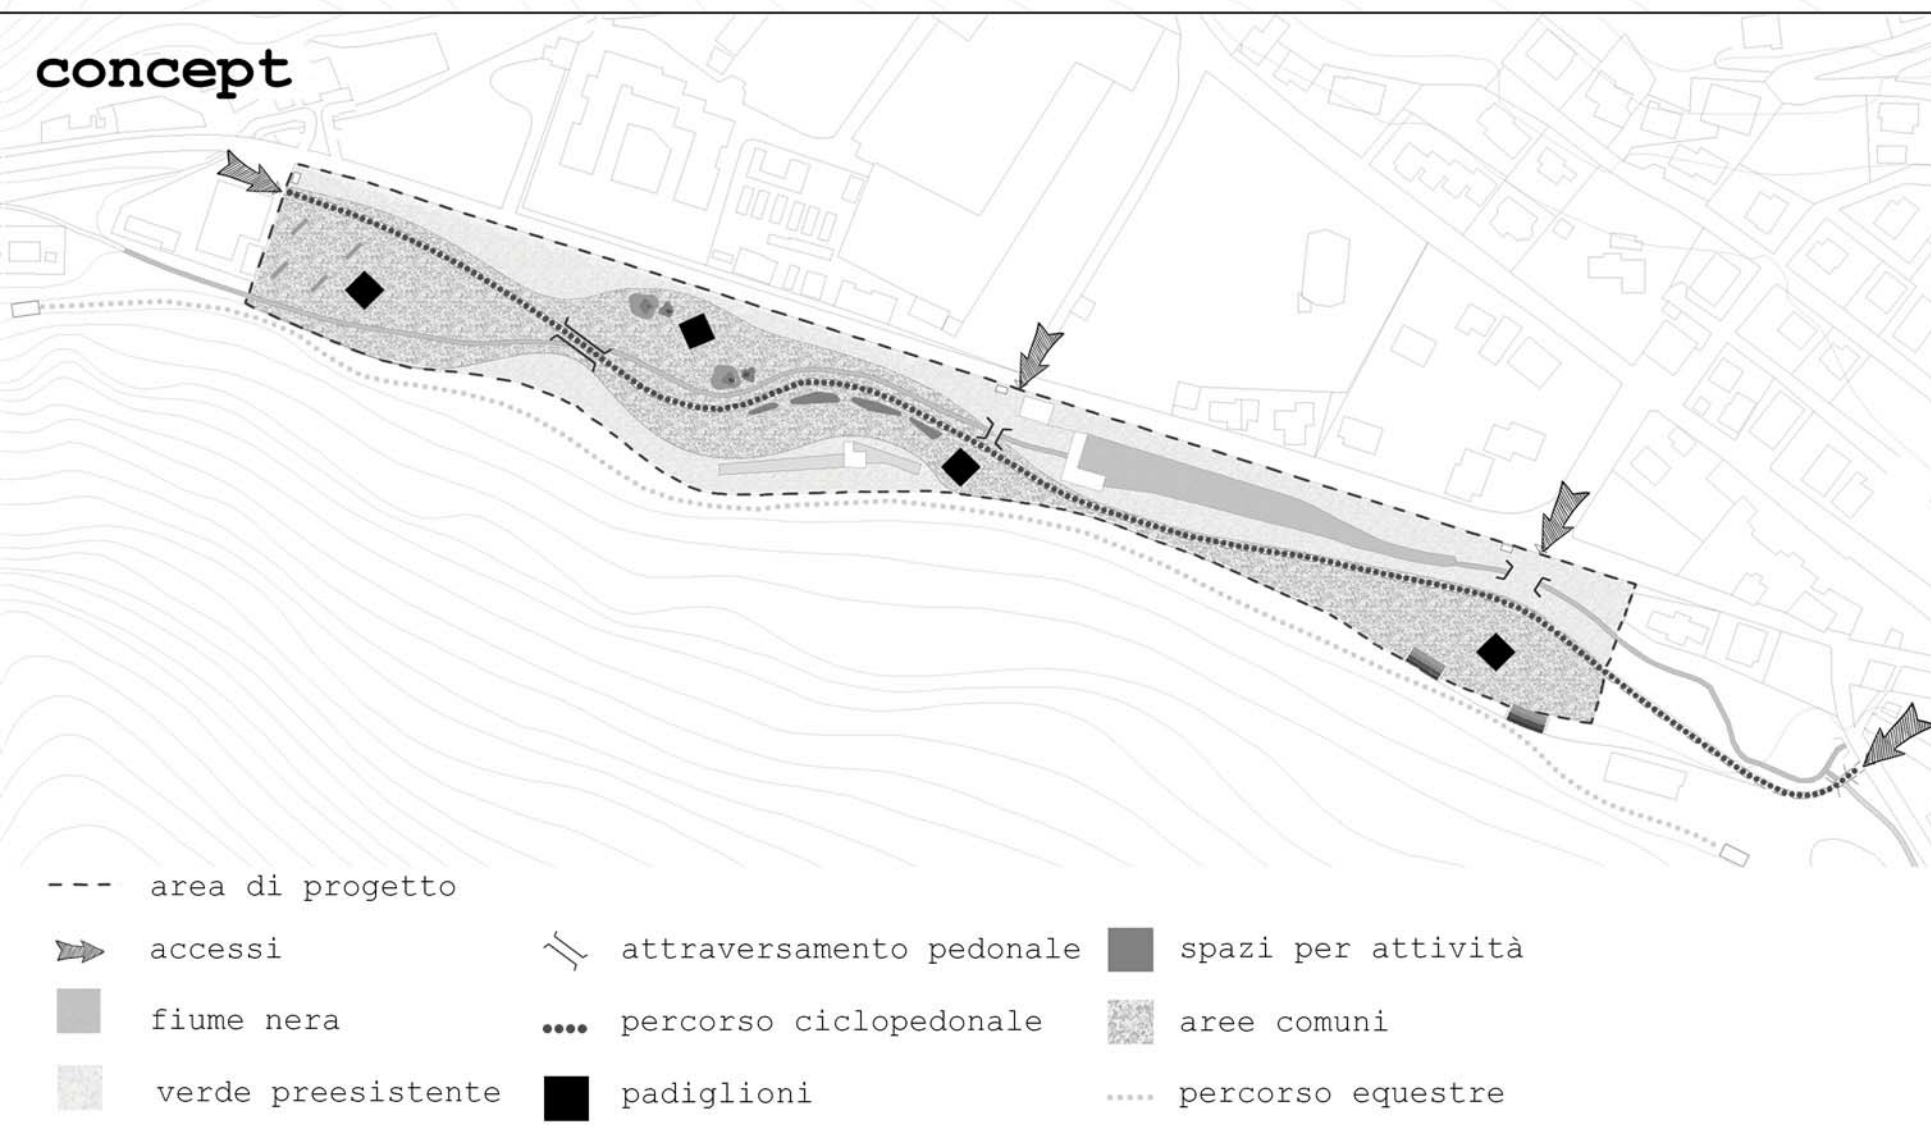 concept
area di progetto
accessi
attraversamento pedonale
spazi per attività
fiume nera
percorso ciclopedonale
aree comuni
verde preesistente
padiglioni
percorso equestre